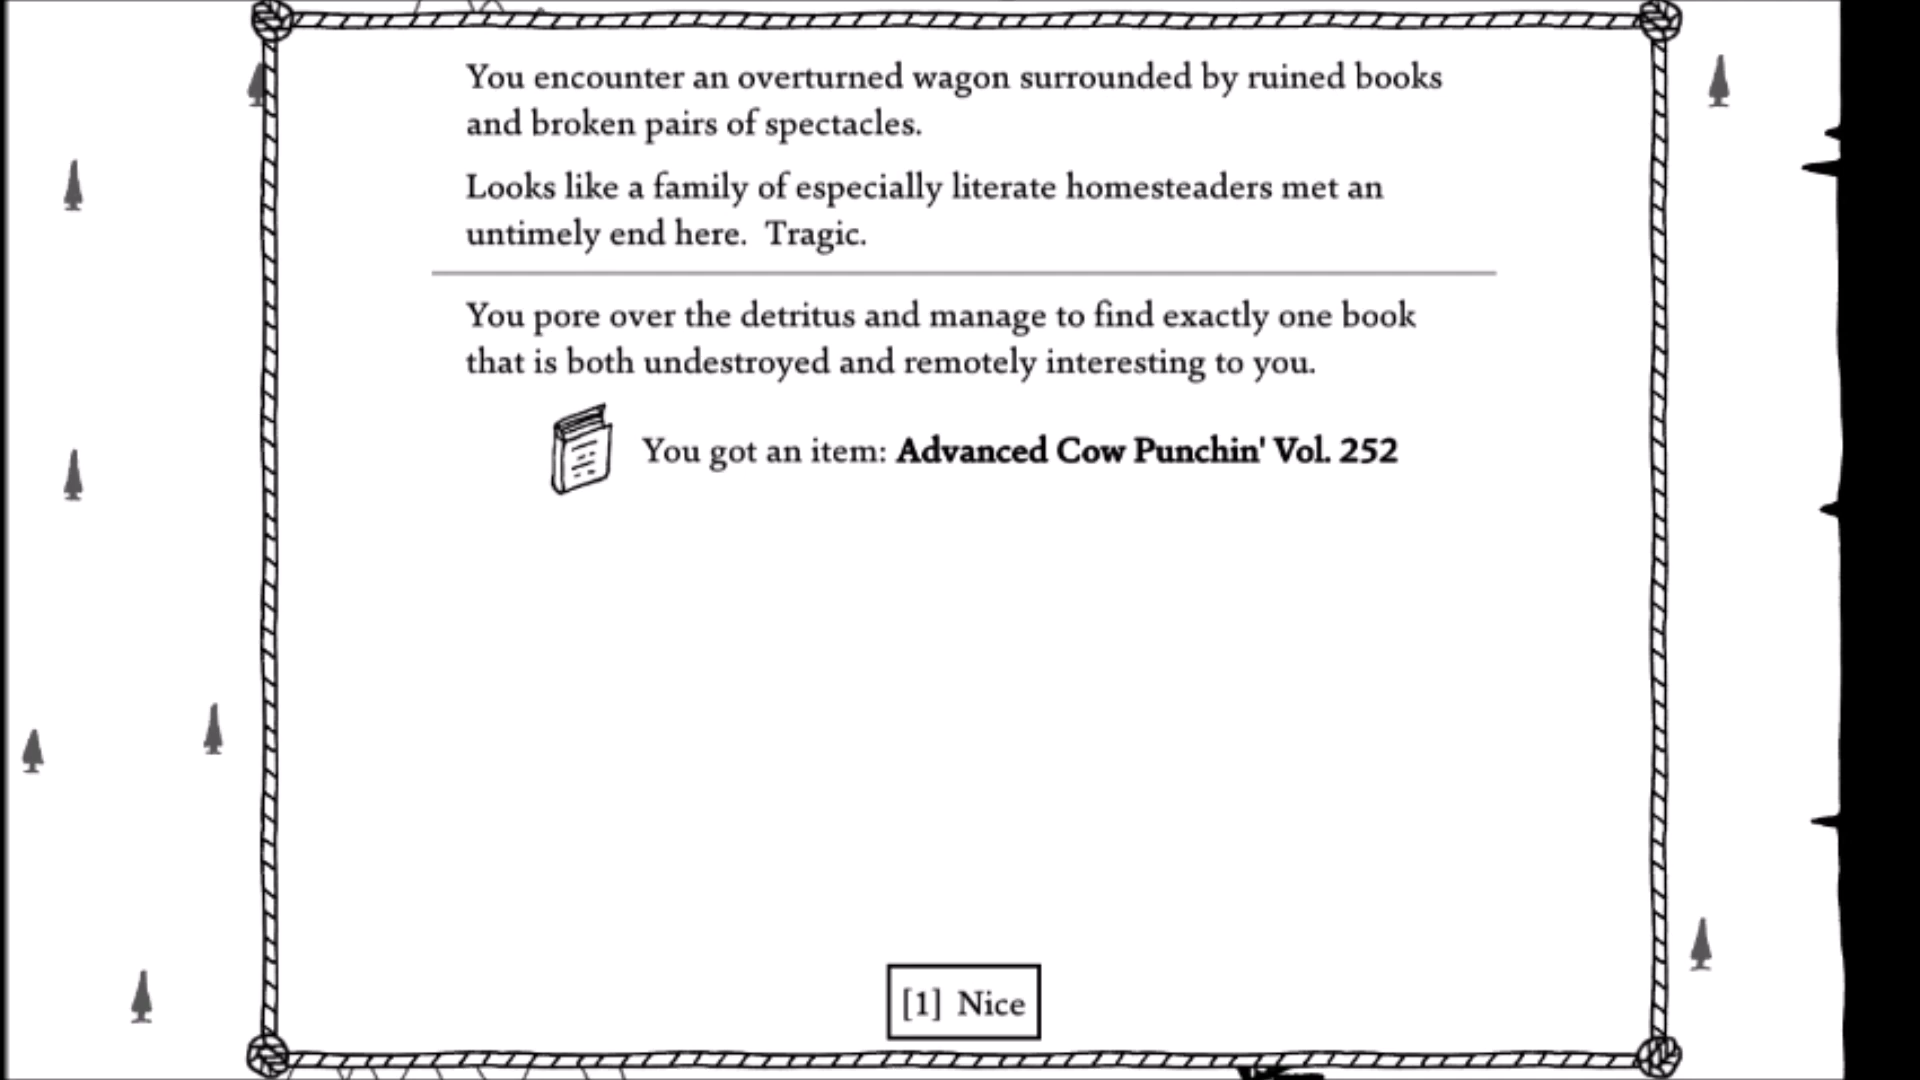 You encounter an overturned wagon surrounded by ruined books
and broken pairs of spectacles.
Looks like a family of especially literate homesteaders met an
untimely end here.  Tragic.
You pore over the detritus and manage to find exactly one book
that is both undestroyed and remotely interesting to you.
You got an item: Advanced Cow Punchin' Vol. 252
[1] Nice